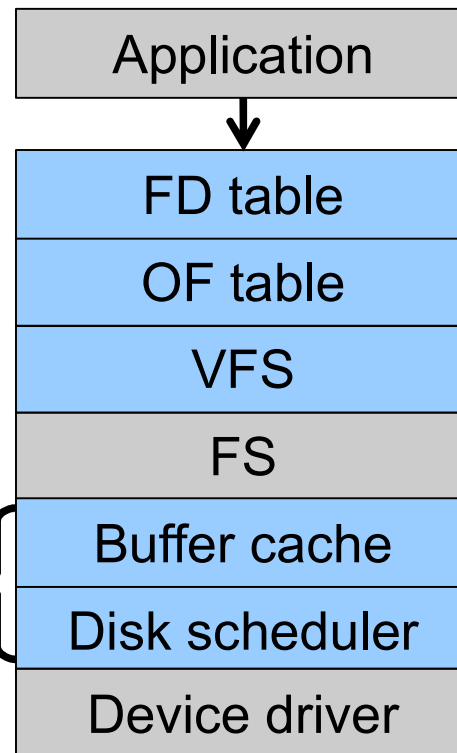 Application
FD table
OF table
VFS
FS
Buffer cache
Disk scheduler
Device driver